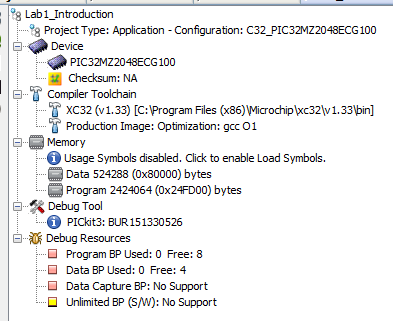 Lab1_Introduction
Project Type: Application - Configuration: C32_PIC32MZ2048ECG100
Device
PIC32MZ2048ECG100
Checksum: NA
Compiler Toolchain
XC32 (v1.33) [C:\Program Files (x86)\Microchip\xc32\v1.33\bin]
Production Image: Optimization: gcc O1
Memory
Usage Symbols disabled. Click to enable Load Symbols.
Data 524288 (0x80000) bytes
Program 2424064 (0x24FD00) bytes
Debug Tool
PICkit3: BUR151330526
Debug Resources
Program BP Used: 0 Free: 8
Data BP Used: 0 Free: 4
Data Capture BP: No Support
Unlimited BP (S/W): No Support